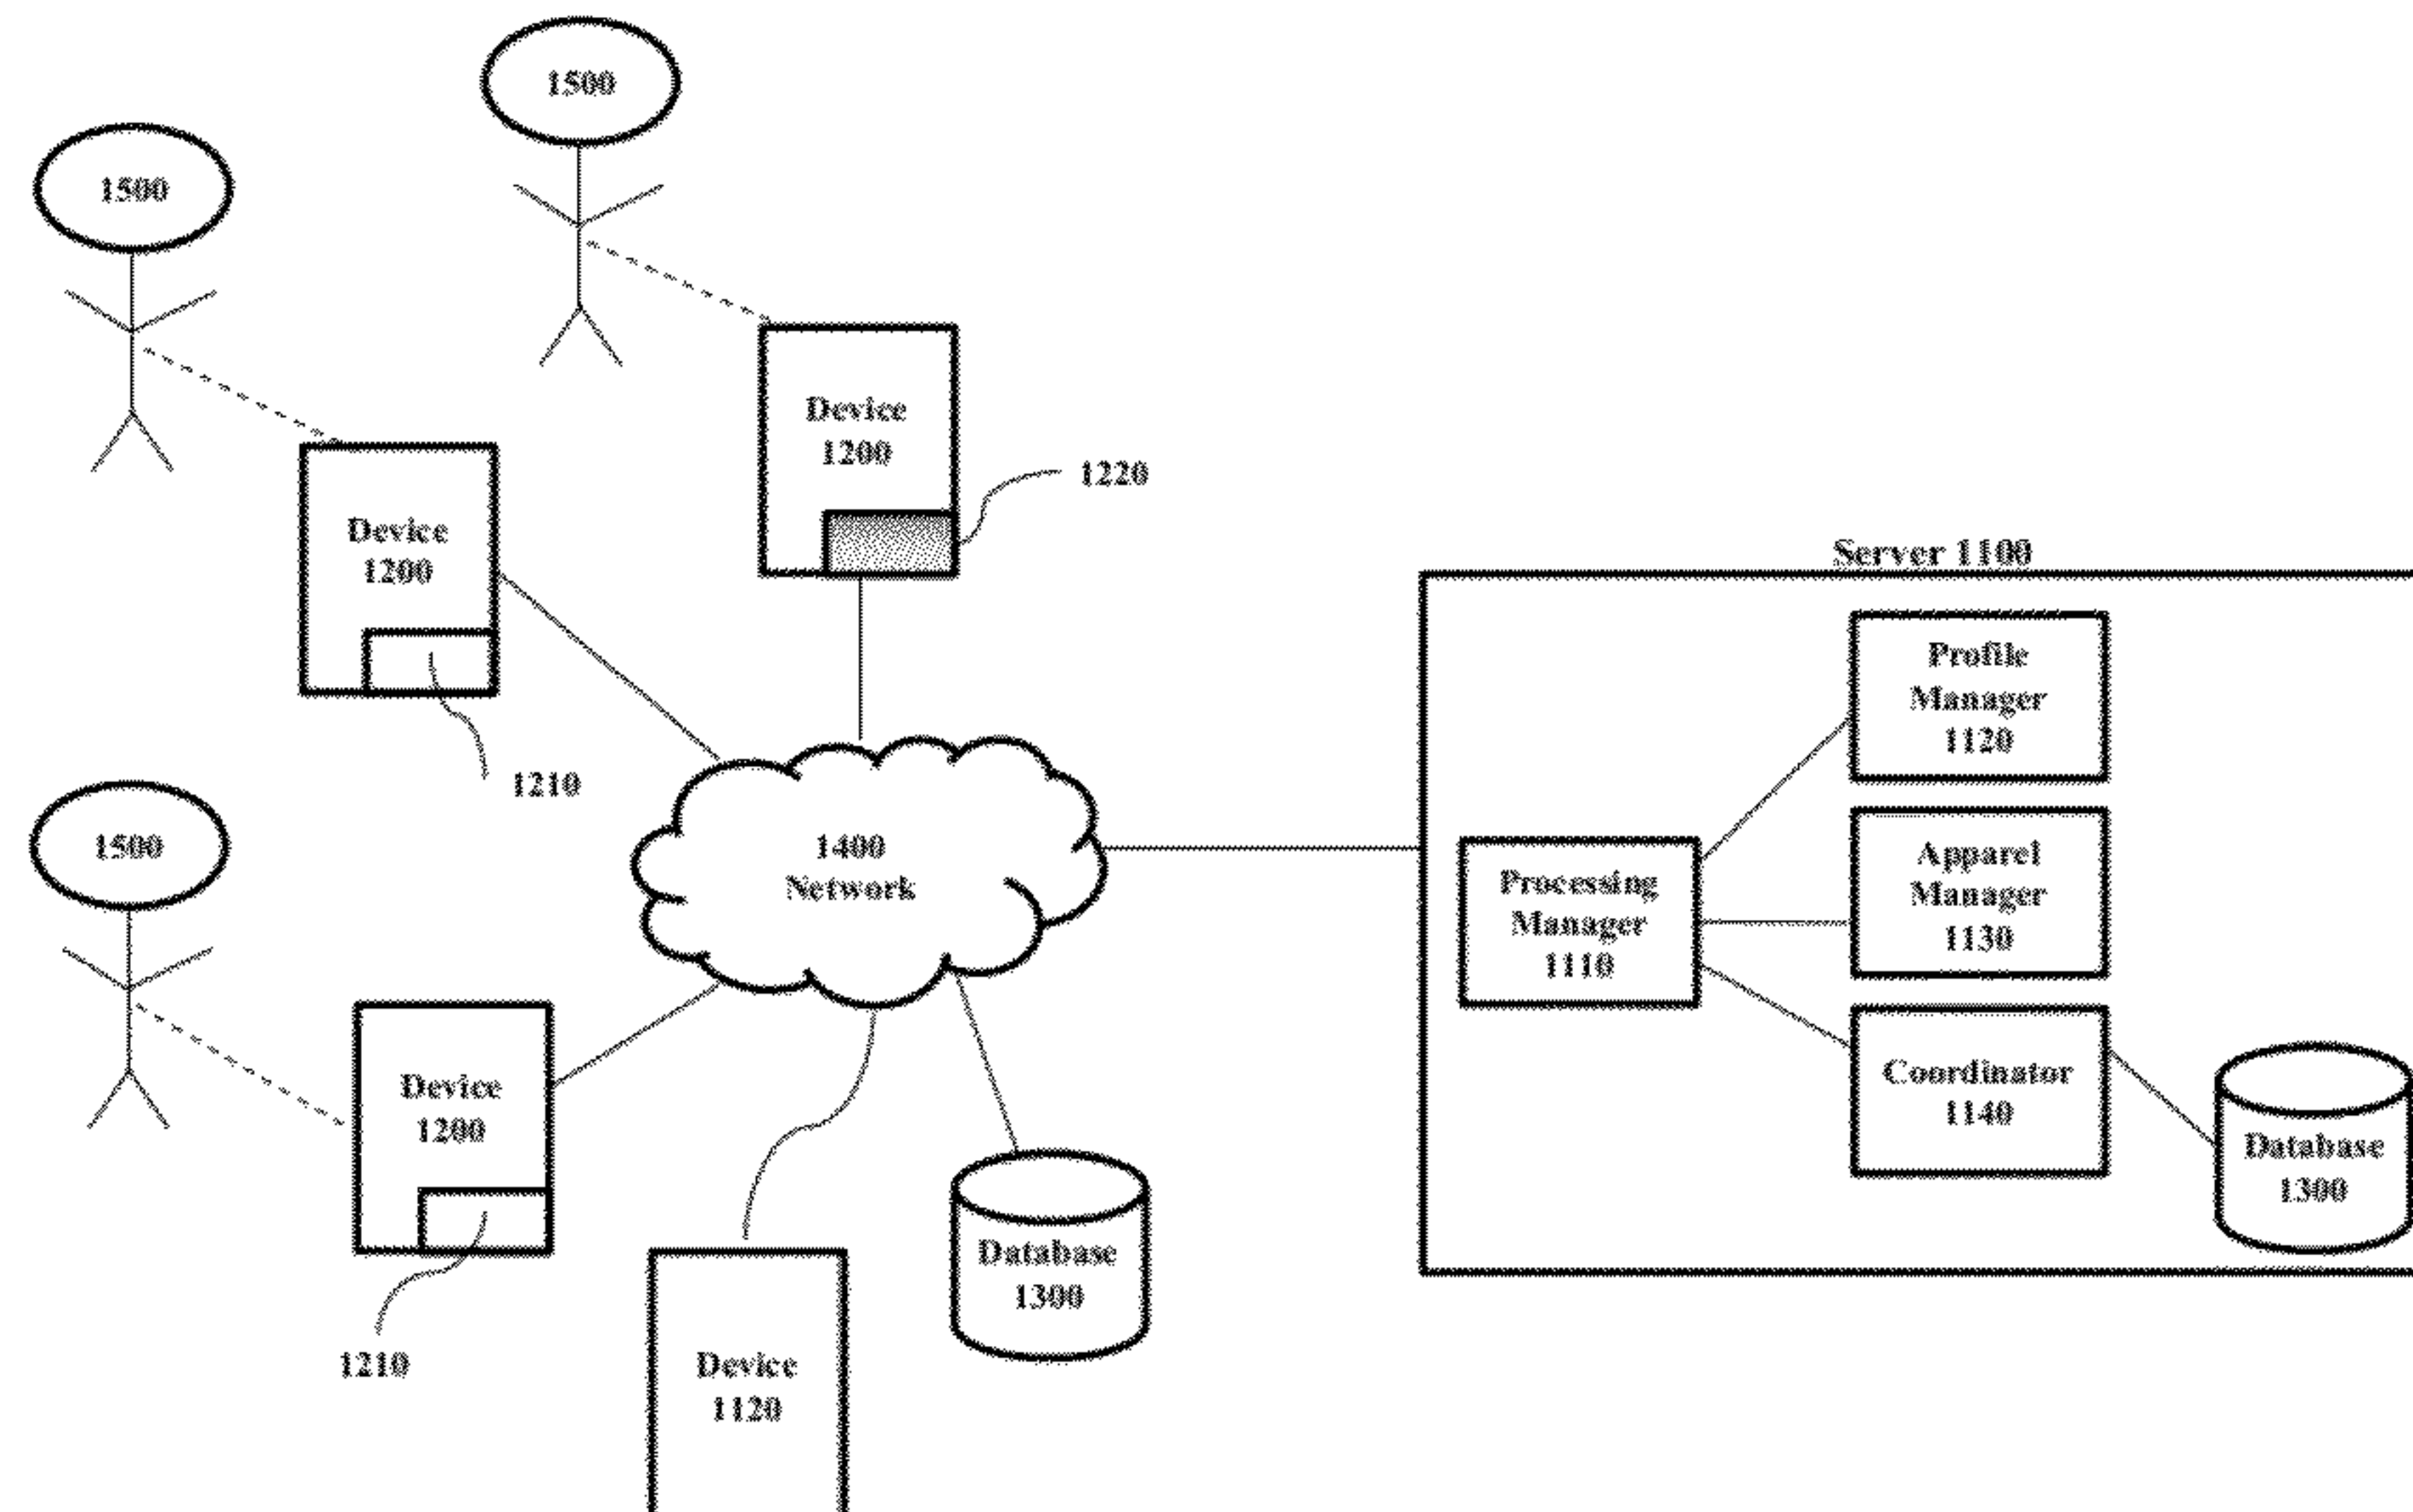 1500
1500
Device
1200
1220
Device
1200
Server 1100
Profile
Manager
1120
1210
1500
1400
Network
Apparel
Manager
1130
Processing
Manager
1110
Device
1200
Coordinator
1140
Database
1300
Database
1300
1210
Device
1120